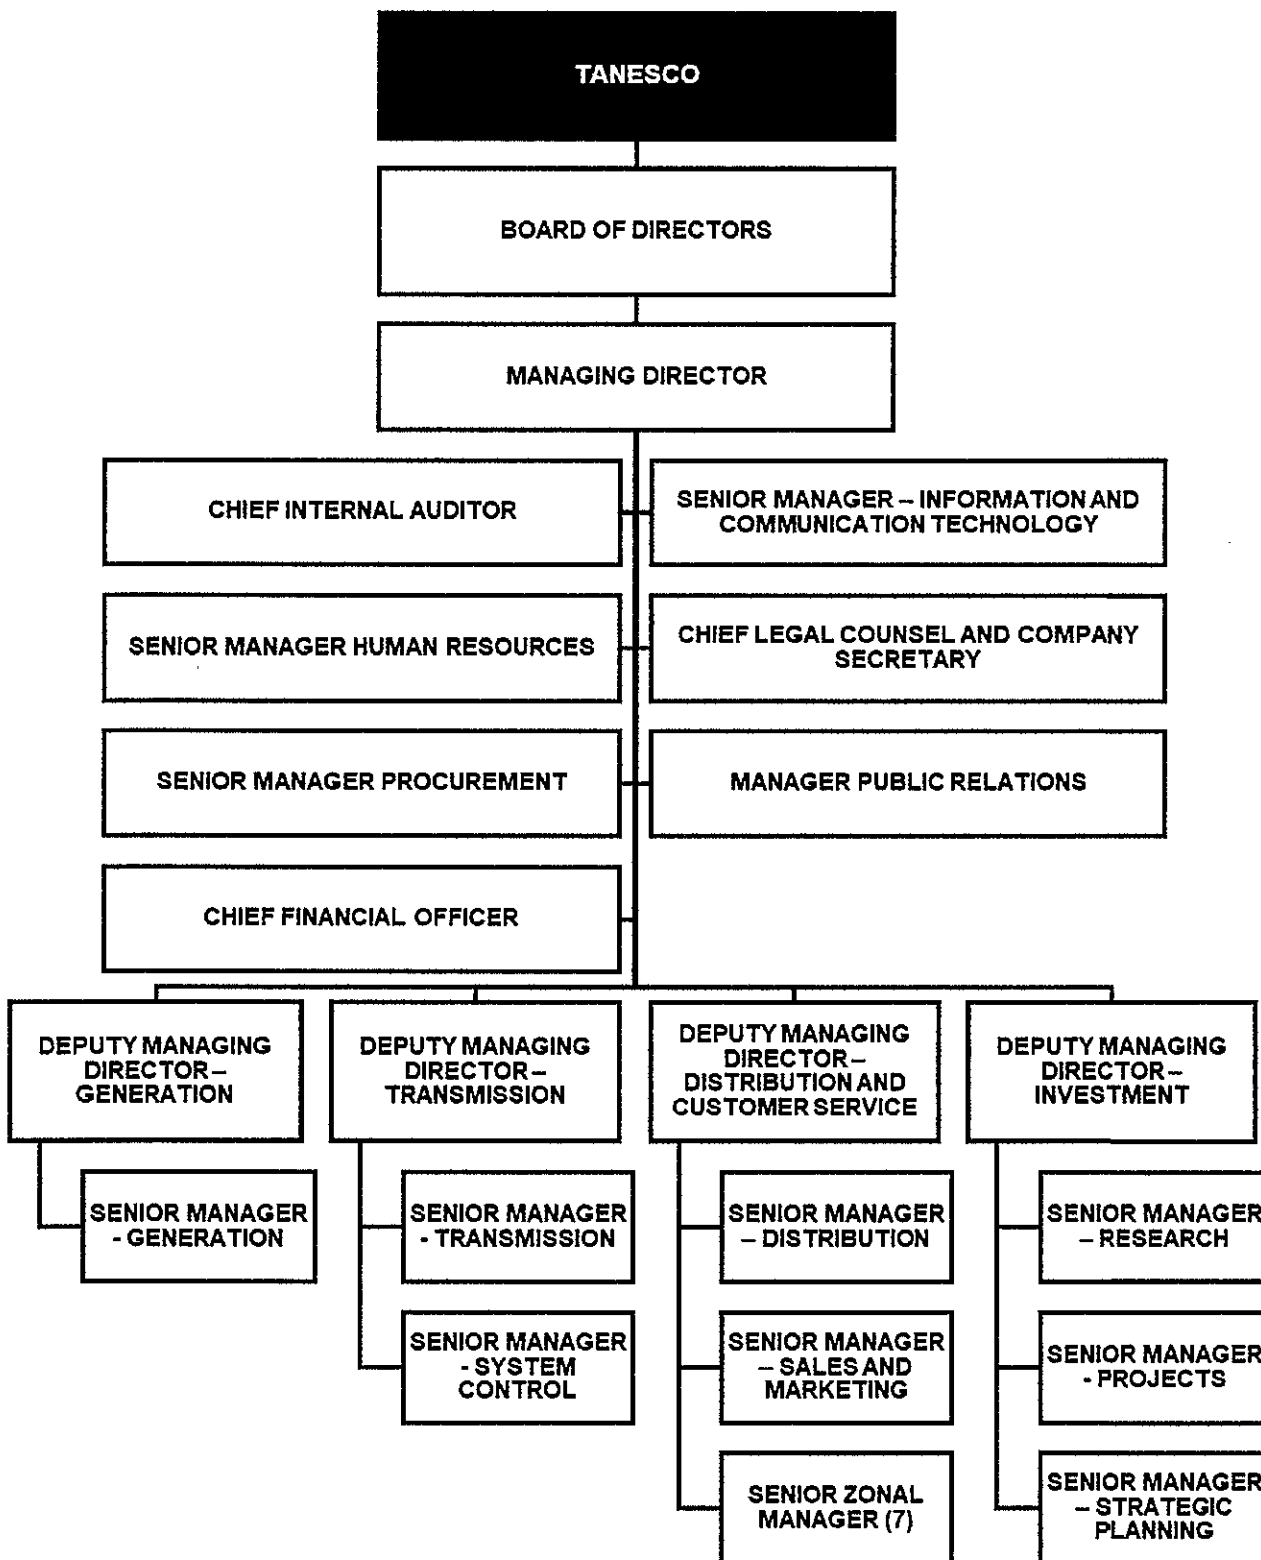 TANESCO
BOARD OF DIRECTORS
MANAGING DIRECTOR
CHIEF INTERNAL AUDITOR
SENIOR MANAGER – INFORMATION AND
COMMUNICATION TECHNOLOGY
SENIOR MANAGER HUMAN RESOURCES
CHIEF LEGAL COUNSEL AND COMPANY
SECRETARY
SENIOR MANAGER PROCUREMENT
MANAGER PUBLIC RELATIONS
CHIEF FINANCIAL OFFICER
DEPUTY MANAGING
DIRECTOR –
GENERATION
DEPUTY MANAGING
DIRECTOR –
TRANSMISSION
DEPUTY MANAGING
DIRECTOR –
DISTRIBUTION AND
CUSTOMER SERVICE
DEPUTY MANAGING
DIRECTOR –
INVESTMENT
SENIOR MANAGER
- GENERATION
SENIOR MANAGER
- TRANSMISSION
SENIOR MANAGER
– DISTRIBUTION
SENIOR MANAGER
– RESEARCH
SENIOR MANAGER
- SYSTEM
CONTROL
SENIOR MANAGER
– SALES AND
MARKETING
SENIOR MANAGER
- PROJECTS
SENIOR ZONAL
MANAGER (7)
SENIOR MANAGER
– STRATEGIC
PLANNING